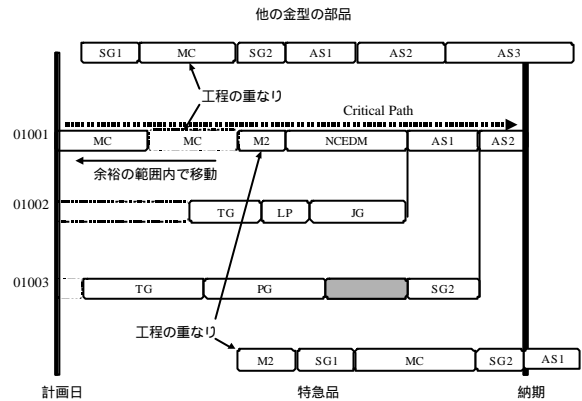 他の金型の部品
SG1 MC SG2 AS1 AS2 AS3
工程の重なり
Critical Path
01001 MC MC M2 NCEDM AS1 AS2
余裕の範囲内で移動
01002 TG LP JG
01003 TG PG SG2
工程の重なり
M2 SG1 MC SG2 AS1
計画日 特急品 納期